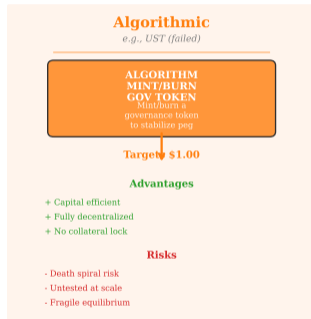 Algorithmic
e.g., UST (failed)
ALGORITHM
MINT/BURN
GOV TOKEN
Mint/burn a
governance token
to stabilize peg
Target: $1.00
Advantages
+ Capital efficient
+ Fully decentralized
+ No collateral lock
Risks
- Death spiral risk
- Untested at scale
- Fragile equilibrium